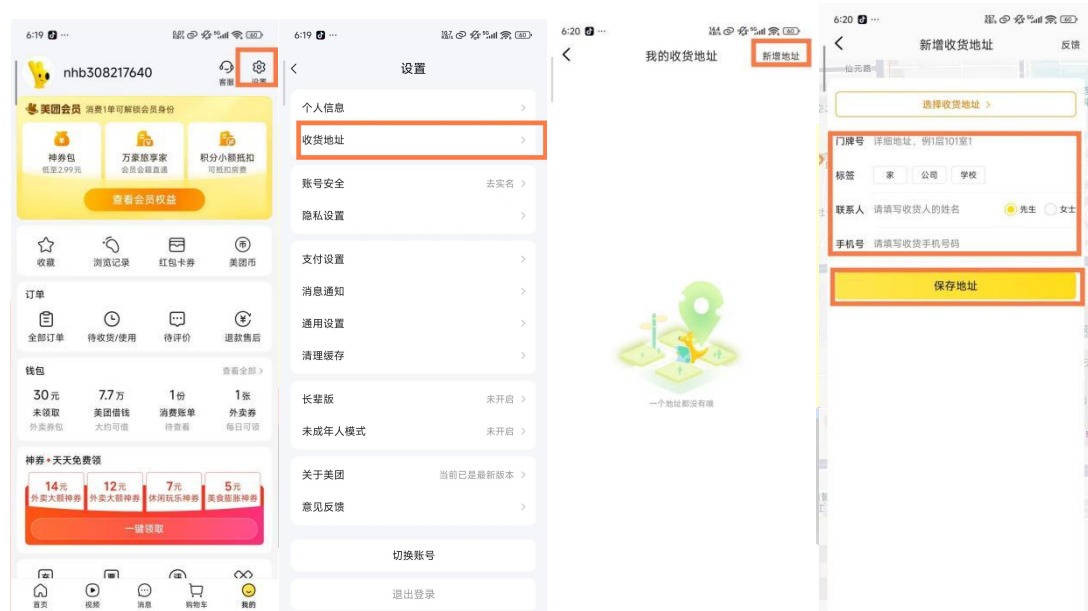 6:19 ···
60
nhb308217640
客服
设置
美团会员 消费1单可解锁会员身份
神券包
低至2.99元
万豪旅享家
会员会籍直通
积分小额抵扣
可抵扣房费
查看会员权益
收藏
浏览记录
红包卡券
币
美团币
订单
全部订单
待收货/使用
待评价
退款售后
钱包
查看全部 >
30元
未领取
外卖券包
7.7万
美团借钱
大约可借
1份
消费账单
待查看
1张
外卖券
每日可领
神券•天天免费领
14元
外卖大额神券
12元
外卖大额神券
7元
休闲玩乐神券
5元
美食膨胀神券
一键领取
首页
视频
消息
购物车
我的
6:19 ···
60
< 设置
个人信息 >
收货地址 >
账号安全 去实名 >
隐私设置 >
支付设置 >
消息通知 >
通用设置 >
清理缓存 >
长辈版 未开启 >
未成年人模式 未开启 >
关于美团 当前已是最新版本 >
意见反馈 >
切换账号
退出登录
6:20 ···
60
< 我的收货地址 新增地址
一个地址都没有哦
6:20 ···
60
< 新增收货地址 反馈
仙元路
选择收货地址 >
门牌号 详细地址，例1层101室1
标签 家 公司 学校
联系人 请填写收货人的姓名 先生 女士
手机号 请填写收货手机号码
保存地址